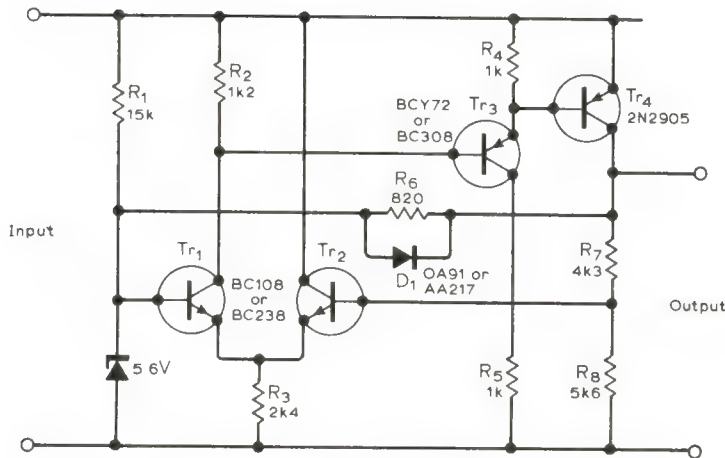 R1
15k
R2
1k2
R4
1k
Tr3
BCY72
or
BC308
Tr4
2N2905
R6
820
D1
OA91 or
AA217
Input
Tr1
BC108
or
BC238
Tr2
R7
4k3
Output
5 6V
R3
2k4
R5
1k
R8
5k6